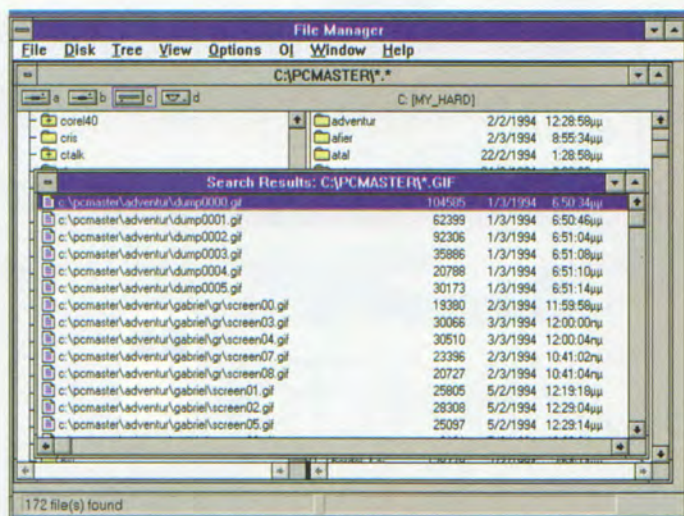 File Manager
File Disk Tree View Options OI Window Help
C:\PCMASTER\*.*
a b c d C: [MY_HARD]
corel40 adventur 2/2/1994 12:28:58μμ
cris afier 2/3/1994 8:55:34μμ
ctalk atal 22/2/1994 1:28:58μμ
Search Results: C:\PCMASTER\*.GIF
c:\pcmaster\adventur\dump0000.gif 104585 1/3/1994 6:50:34μμ
c:\pcmaster\adventur\dump0001.gif 62399 1/3/1994 6:50:46μμ
c:\pcmaster\adventur\dump0002.gif 92306 1/3/1994 6:51:04μμ
c:\pcmaster\adventur\dump0003.gif 35886 1/3/1994 6:51:08μμ
c:\pcmaster\adventur\dump0004.gif 20788 1/3/1994 6:51:10μμ
c:\pcmaster\adventur\dump0005.gif 30173 1/3/1994 6:51:14μμ
c:\pcmaster\adventur\gabriel\gr\screen00.gif 19380 2/3/1994 11:59:58μμ
c:\pcmaster\adventur\gabriel\gr\screen03.gif 30066 3/3/1994 12:00:00πμ
c:\pcmaster\adventur\gabriel\gr\screen04.gif 30510 3/3/1994 12:00:04πμ
c:\pcmaster\adventur\gabriel\gr\screen07.gif 23396 2/3/1994 10:41:02πμ
c:\pcmaster\adventur\gabriel\gr\screen08.gif 20727 2/3/1994 10:41:04πμ
c:\pcmaster\adventur\gabriel\screen01.gif 25805 5/2/1994 12:19:18μμ
c:\pcmaster\adventur\gabriel\screen02.gif 28308 5/2/1994 12:29:04μμ
c:\pcmaster\adventur\gabriel\screen05.gif 25097 5/2/1994 12:29:14μμ
172 file(s) found